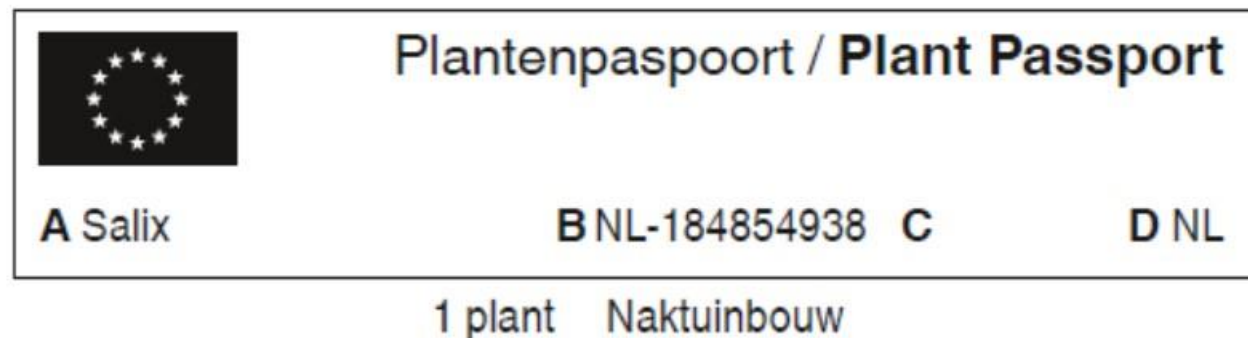 Plantenpaspoort / Plant Passport
A Salix B NL-184854938 C D NL
1 plant Naktuinbouw